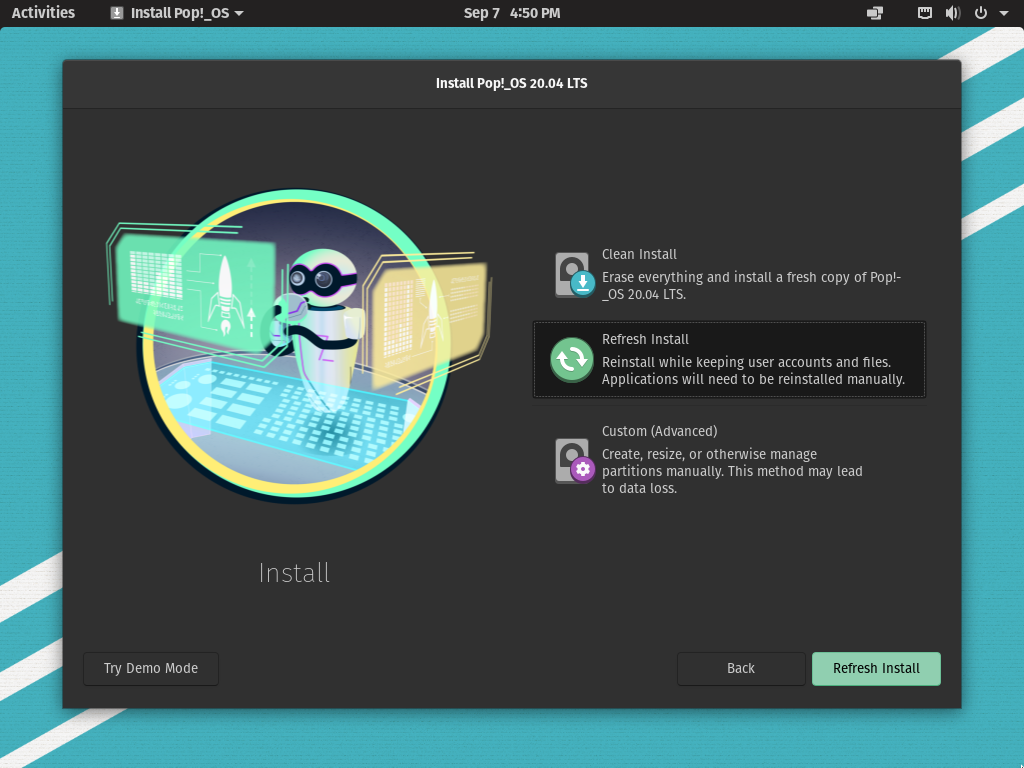 Activities
Install Pop!_OS
Sep 7 4:50 PM
Install Pop!_OS 20.04 LTS
Clean Install
Erase everything and install a fresh copy of Pop!-
_OS 20.04 LTS.
Refresh Install
Reinstall while keeping user accounts and files.
Applications will need to be reinstalled manually.
Custom (Advanced)
Create, resize, or otherwise manage
partitions manually. This method may lead
to data loss.
Install
Try Demo Mode
Back
Refresh Install